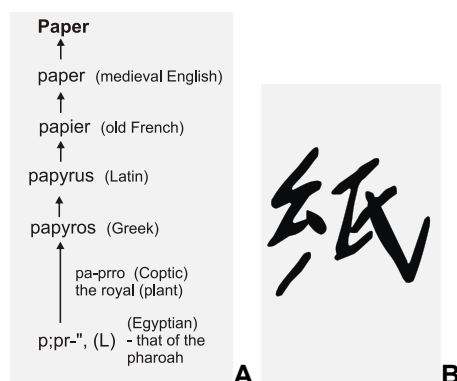 Paper
paper (medieval English)
papier (old French)
papyrus (Latin)
papyros (Greek)
pa-prro (Coptic)
the royal (plant)
(Egyptian)
p;pr-", (L) - that of the
pharoah
A
紙
B